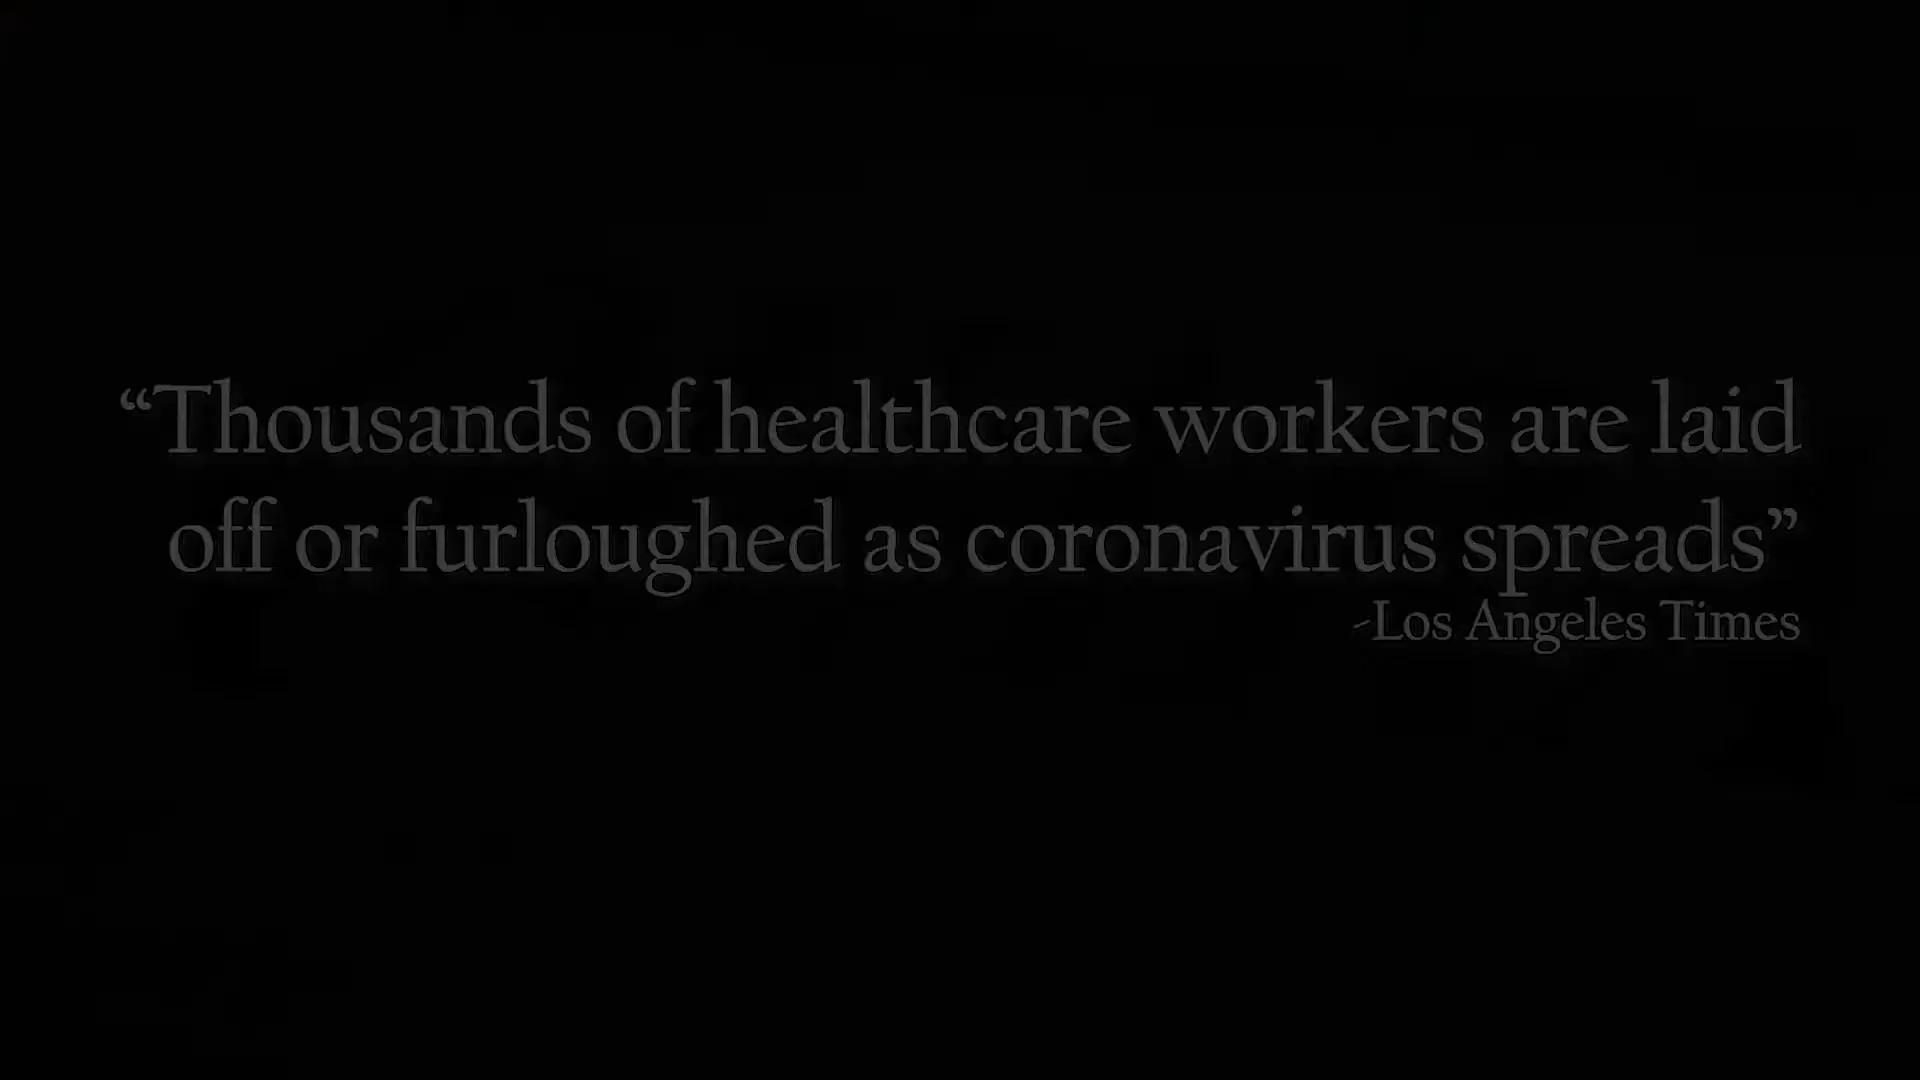 “Thousands of healthcare workers are laid
off or furloughed as coronavirus spreads”
-Los Angeles Times